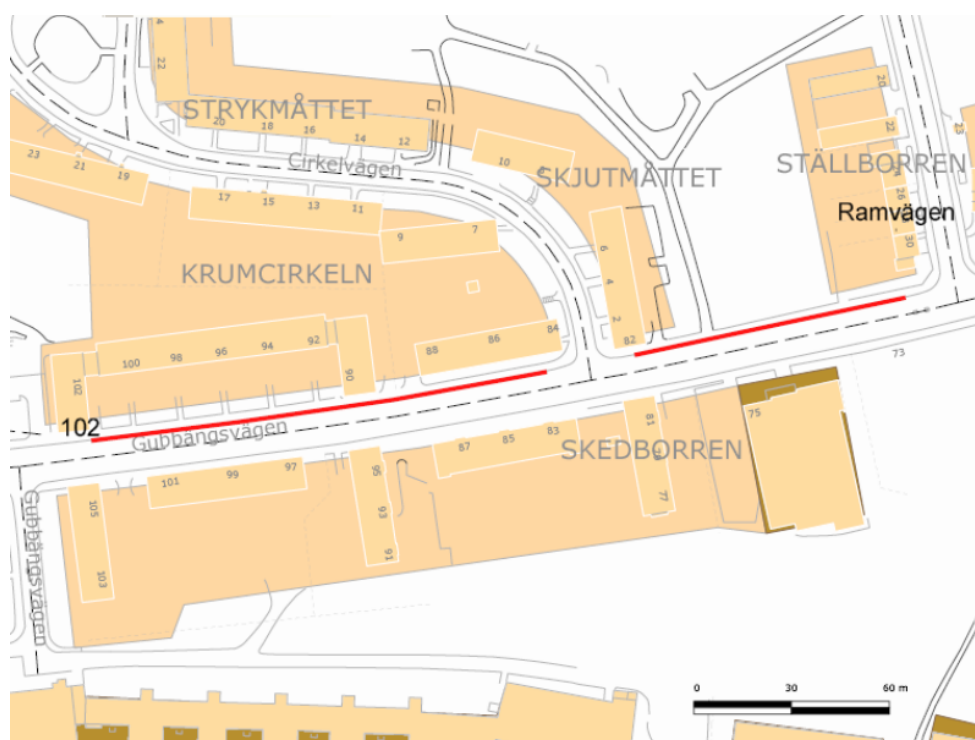 22
STRYKMÅTTET
20 18 16 14 12
Cirkelvägen
10
SKJUTMÅTTET
20
22
23
STÅLLBORREN
26
30
Ramvägen
23 21 19
17 15 13 11
9 7
KRUMCIRKELN
6
4
2
82
88 86 84
100 98 96 94 92
90
102
102
Gubbängsvägen
73
75
SKEDBORREN
81
77
87 85 83
101 99 97
95
93
91
105
103
Gubbängsvägen
0 30 60 m